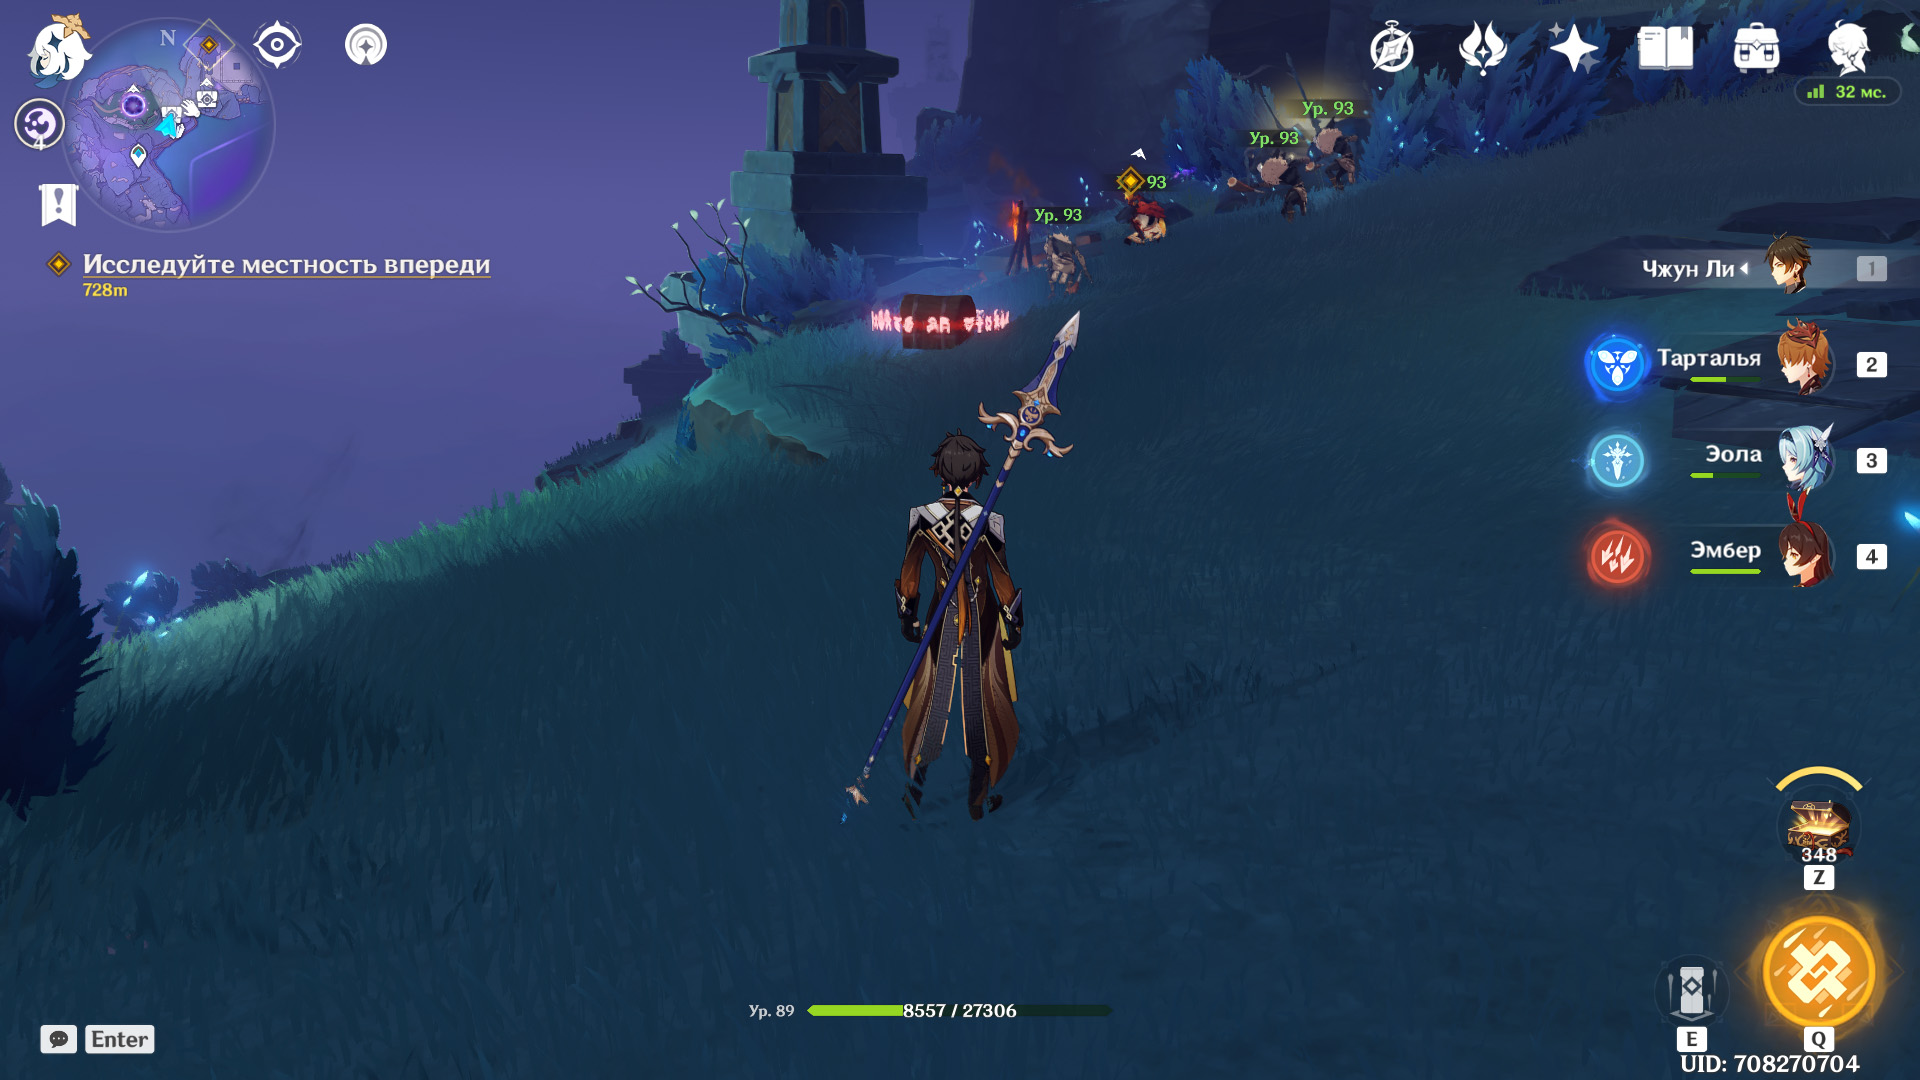 N
4
32 мс.
Ур. 93
Ур. 93
93
Ур. 93
Исследуйте местность впереди
728m
Чжун Ли
1
Тарталья
2
Эола
3
Эмбер
4
348
Z
Ур. 89
8557 / 27306
Enter
E
Q
UID: 708270704